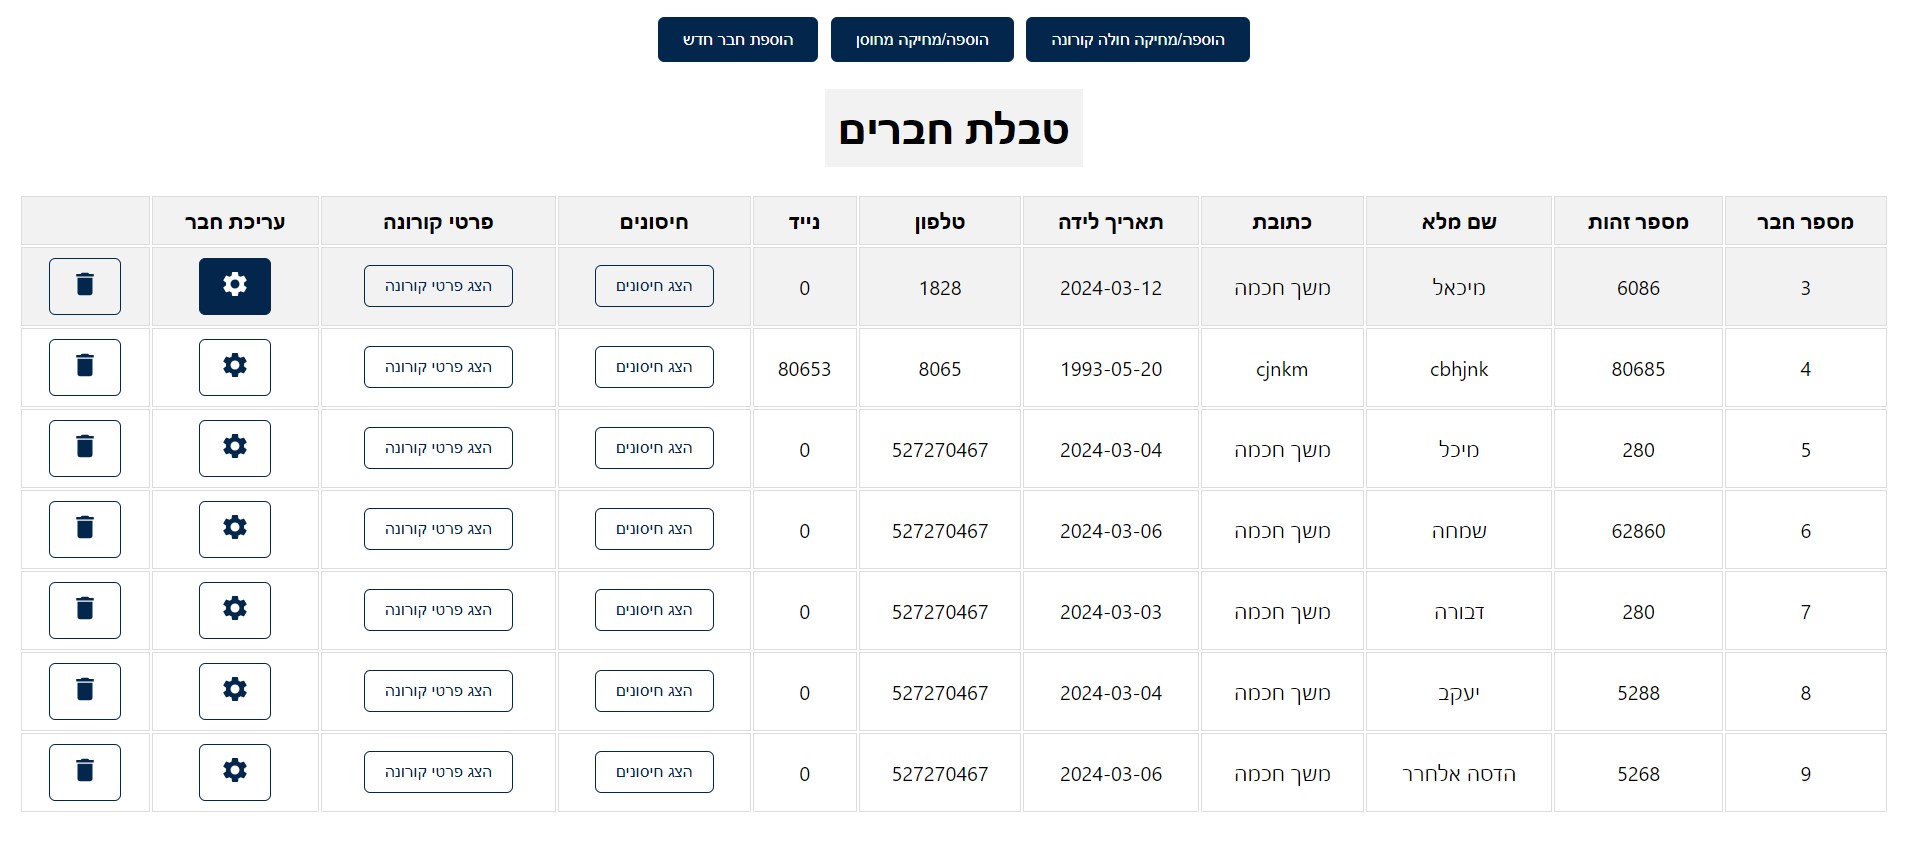 הוספה/מחיקה חולה קורונה הוספה/מחיקה מחוסן הוספת חבר חדש
טבלת חברים
מספר חבר מספר זהות שם מלא כתובת תאריך לידה טלפון נייד חיסונים פרטי קורונה עריכת חבר
3 6086 מיכאל משך חכמה 2024-03-12 1828 0 הצג חיסונים הצג פרטי קורונה
4 80685 cbhjnk cjnkm 1993-05-20 8065 80653 הצג חיסונים הצג פרטי קורונה
5 280 מיכל משך חכמה 2024-03-04 527270467 0 הצג חיסונים הצג פרטי קורונה
6 62860 שמחה משך חכמה 2024-03-06 527270467 0 הצג חיסונים הצג פרטי קורונה
7 280 דבורה משך חכמה 2024-03-03 527270467 0 הצג חיסונים הצג פרטי קורונה
8 5288 יעקב משך חכמה 2024-03-04 527270467 0 הצג חיסונים הצג פרטי קורונה
9 5268 הדסה אלחרר משך חכמה 2024-03-06 527270467 0 הצג חיסונים הצג פרטי קורונה